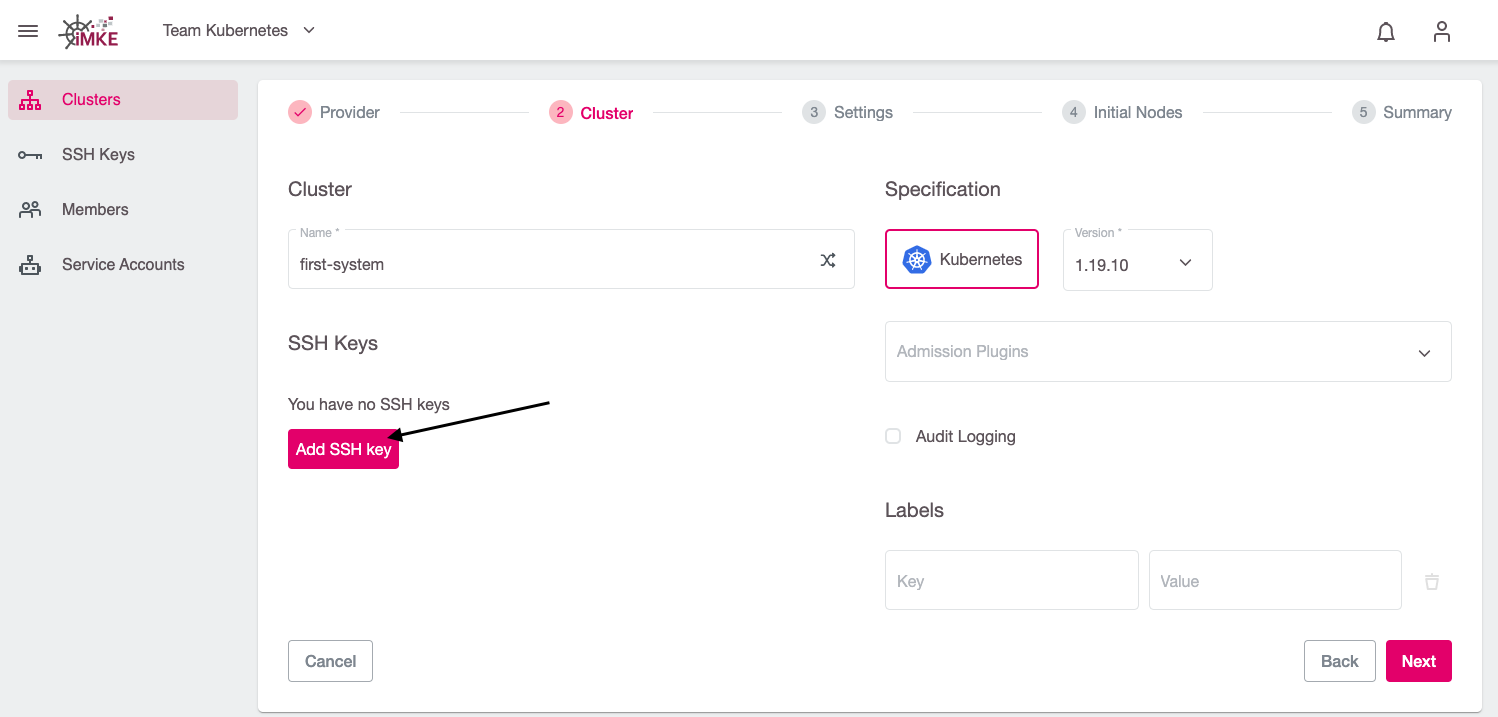 iMKE
Team Kubernetes
Clusters
SSH Keys
Members
Service Accounts
Provider
2 Cluster
3 Settings
4 Initial Nodes
5 Summary
Cluster
Name *
first-system
SSH Keys
You have no SSH keys
Add SSH key
Specification
Kubernetes
Version *
1.19.10
Admission Plugins
Audit Logging
Labels
Key
Value
Cancel
Back
Next